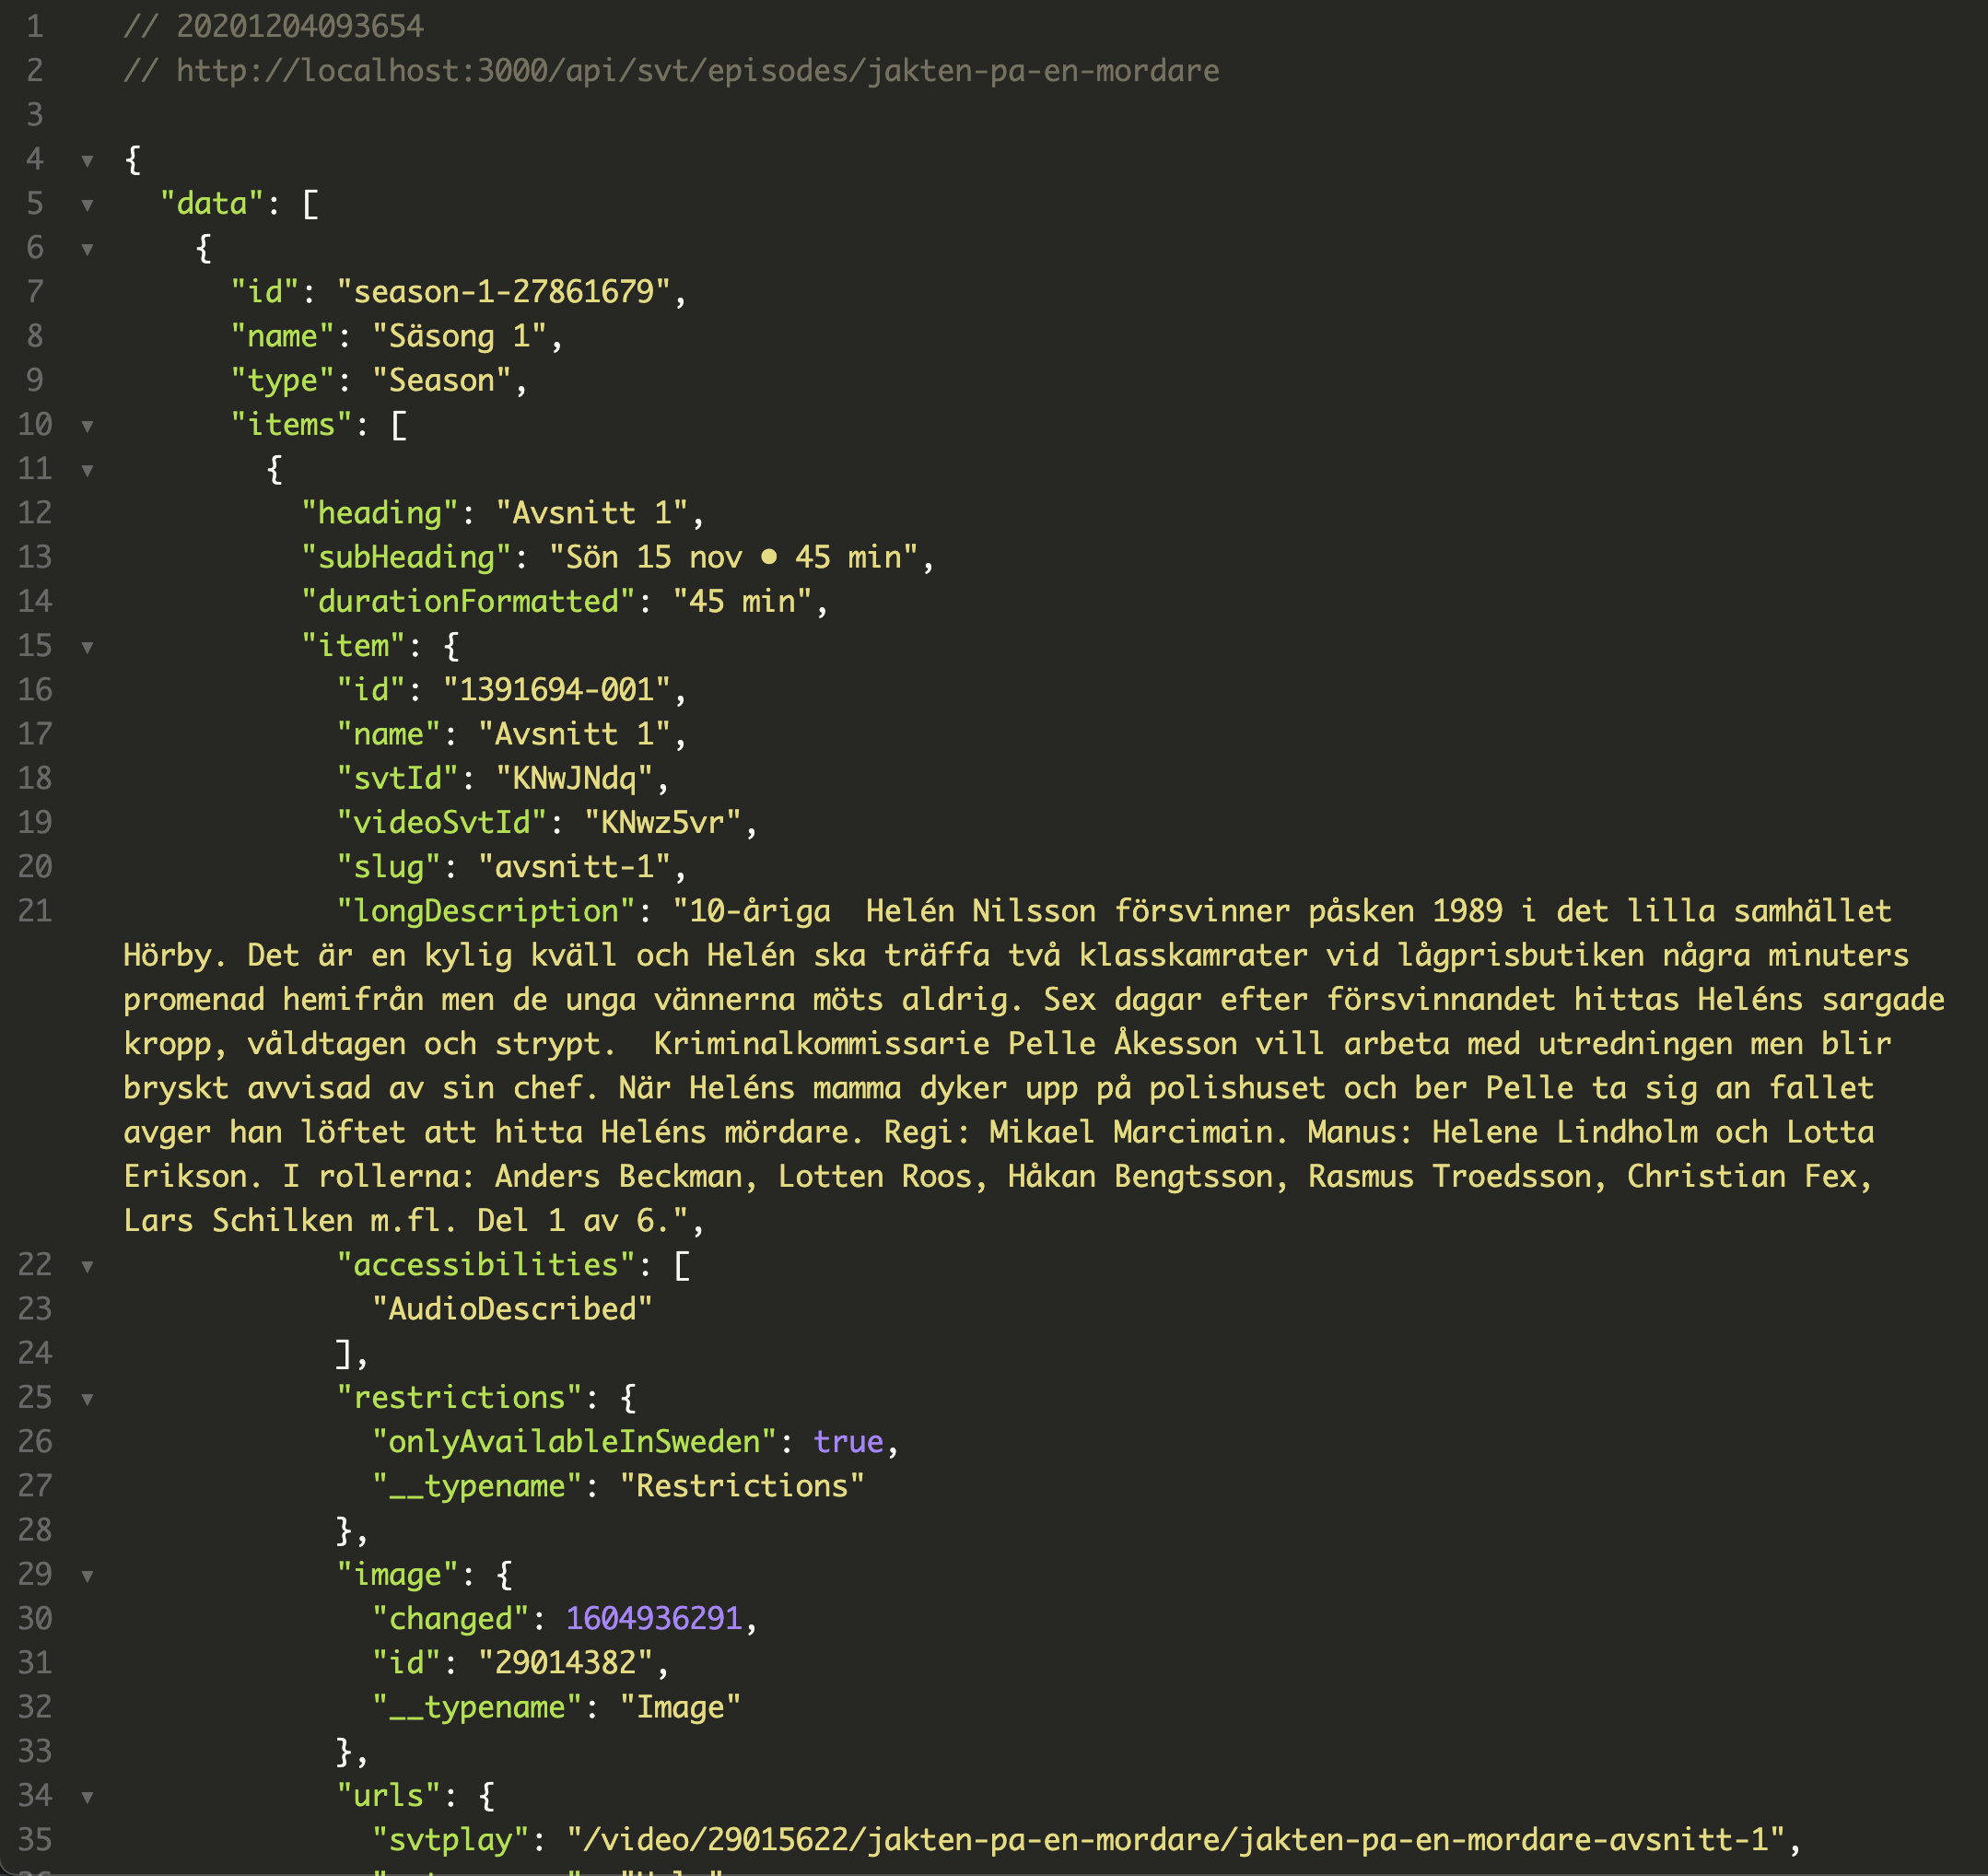 1 // 20201204093654
2 // http://localhost:3000/api/svt/episodes/jakten-pa-en-mordare
3
4 {
5 "data": [
6 {
7 "id": "season-1-27861679",
8 "name": "Säsong 1",
9 "type": "Season",
10 "items": [
11 {
12 "heading": "Avsnitt 1",
13 "subHeading": "Sön 15 nov • 45 min",
14 "durationFormatted": "45 min",
15 "item": {
16 "id": "1391694-001",
17 "name": "Avsnitt 1",
18 "svtId": "KNwJNdq",
19 "videoSvtId": "KNwz5vr",
20 "slug": "avsnitt-1",
21 "longDescription": "10-åriga  Helén Nilsson försvinner påsken 1989 i det lilla samhället
Hörby. Det är en kylig kväll och Helén ska träffa två klasskamrater vid lågprisbutiken några minuters
promenad hemifrån men de unga vännerna möts aldrig. Sex dagar efter försvinnandet hittas Heléns sargade
kropp, våldtagen och strypt.  Kriminalkommissarie Pelle Åkesson vill arbeta med utredningen men blir
bryskt avvisad av sin chef. När Heléns mamma dyker upp på polishuset och ber Pelle ta sig an fallet
avger han löftet att hitta Heléns mördare. Regi: Mikael Marcimain. Manus: Helene Lindholm och Lotta
Erikson. I rollerna: Anders Beckman, Lotten Roos, Håkan Bengtsson, Rasmus Troedsson, Christian Fex,
Lars Schilken m.fl. Del 1 av 6.",
22 "accessibilities": [
23 "AudioDescribed"
24 ],
25 "restrictions": {
26 "onlyAvailableInSweden": true,
27 "__typename": "Restrictions"
28 },
29 "image": {
30 "changed": 1604936291,
31 "id": "29014382",
32 "__typename": "Image"
33 },
34 "urls": {
35 "svtplay": "/video/29015622/jakten-pa-en-mordare/jakten-pa-en-mordare-avsnitt-1",